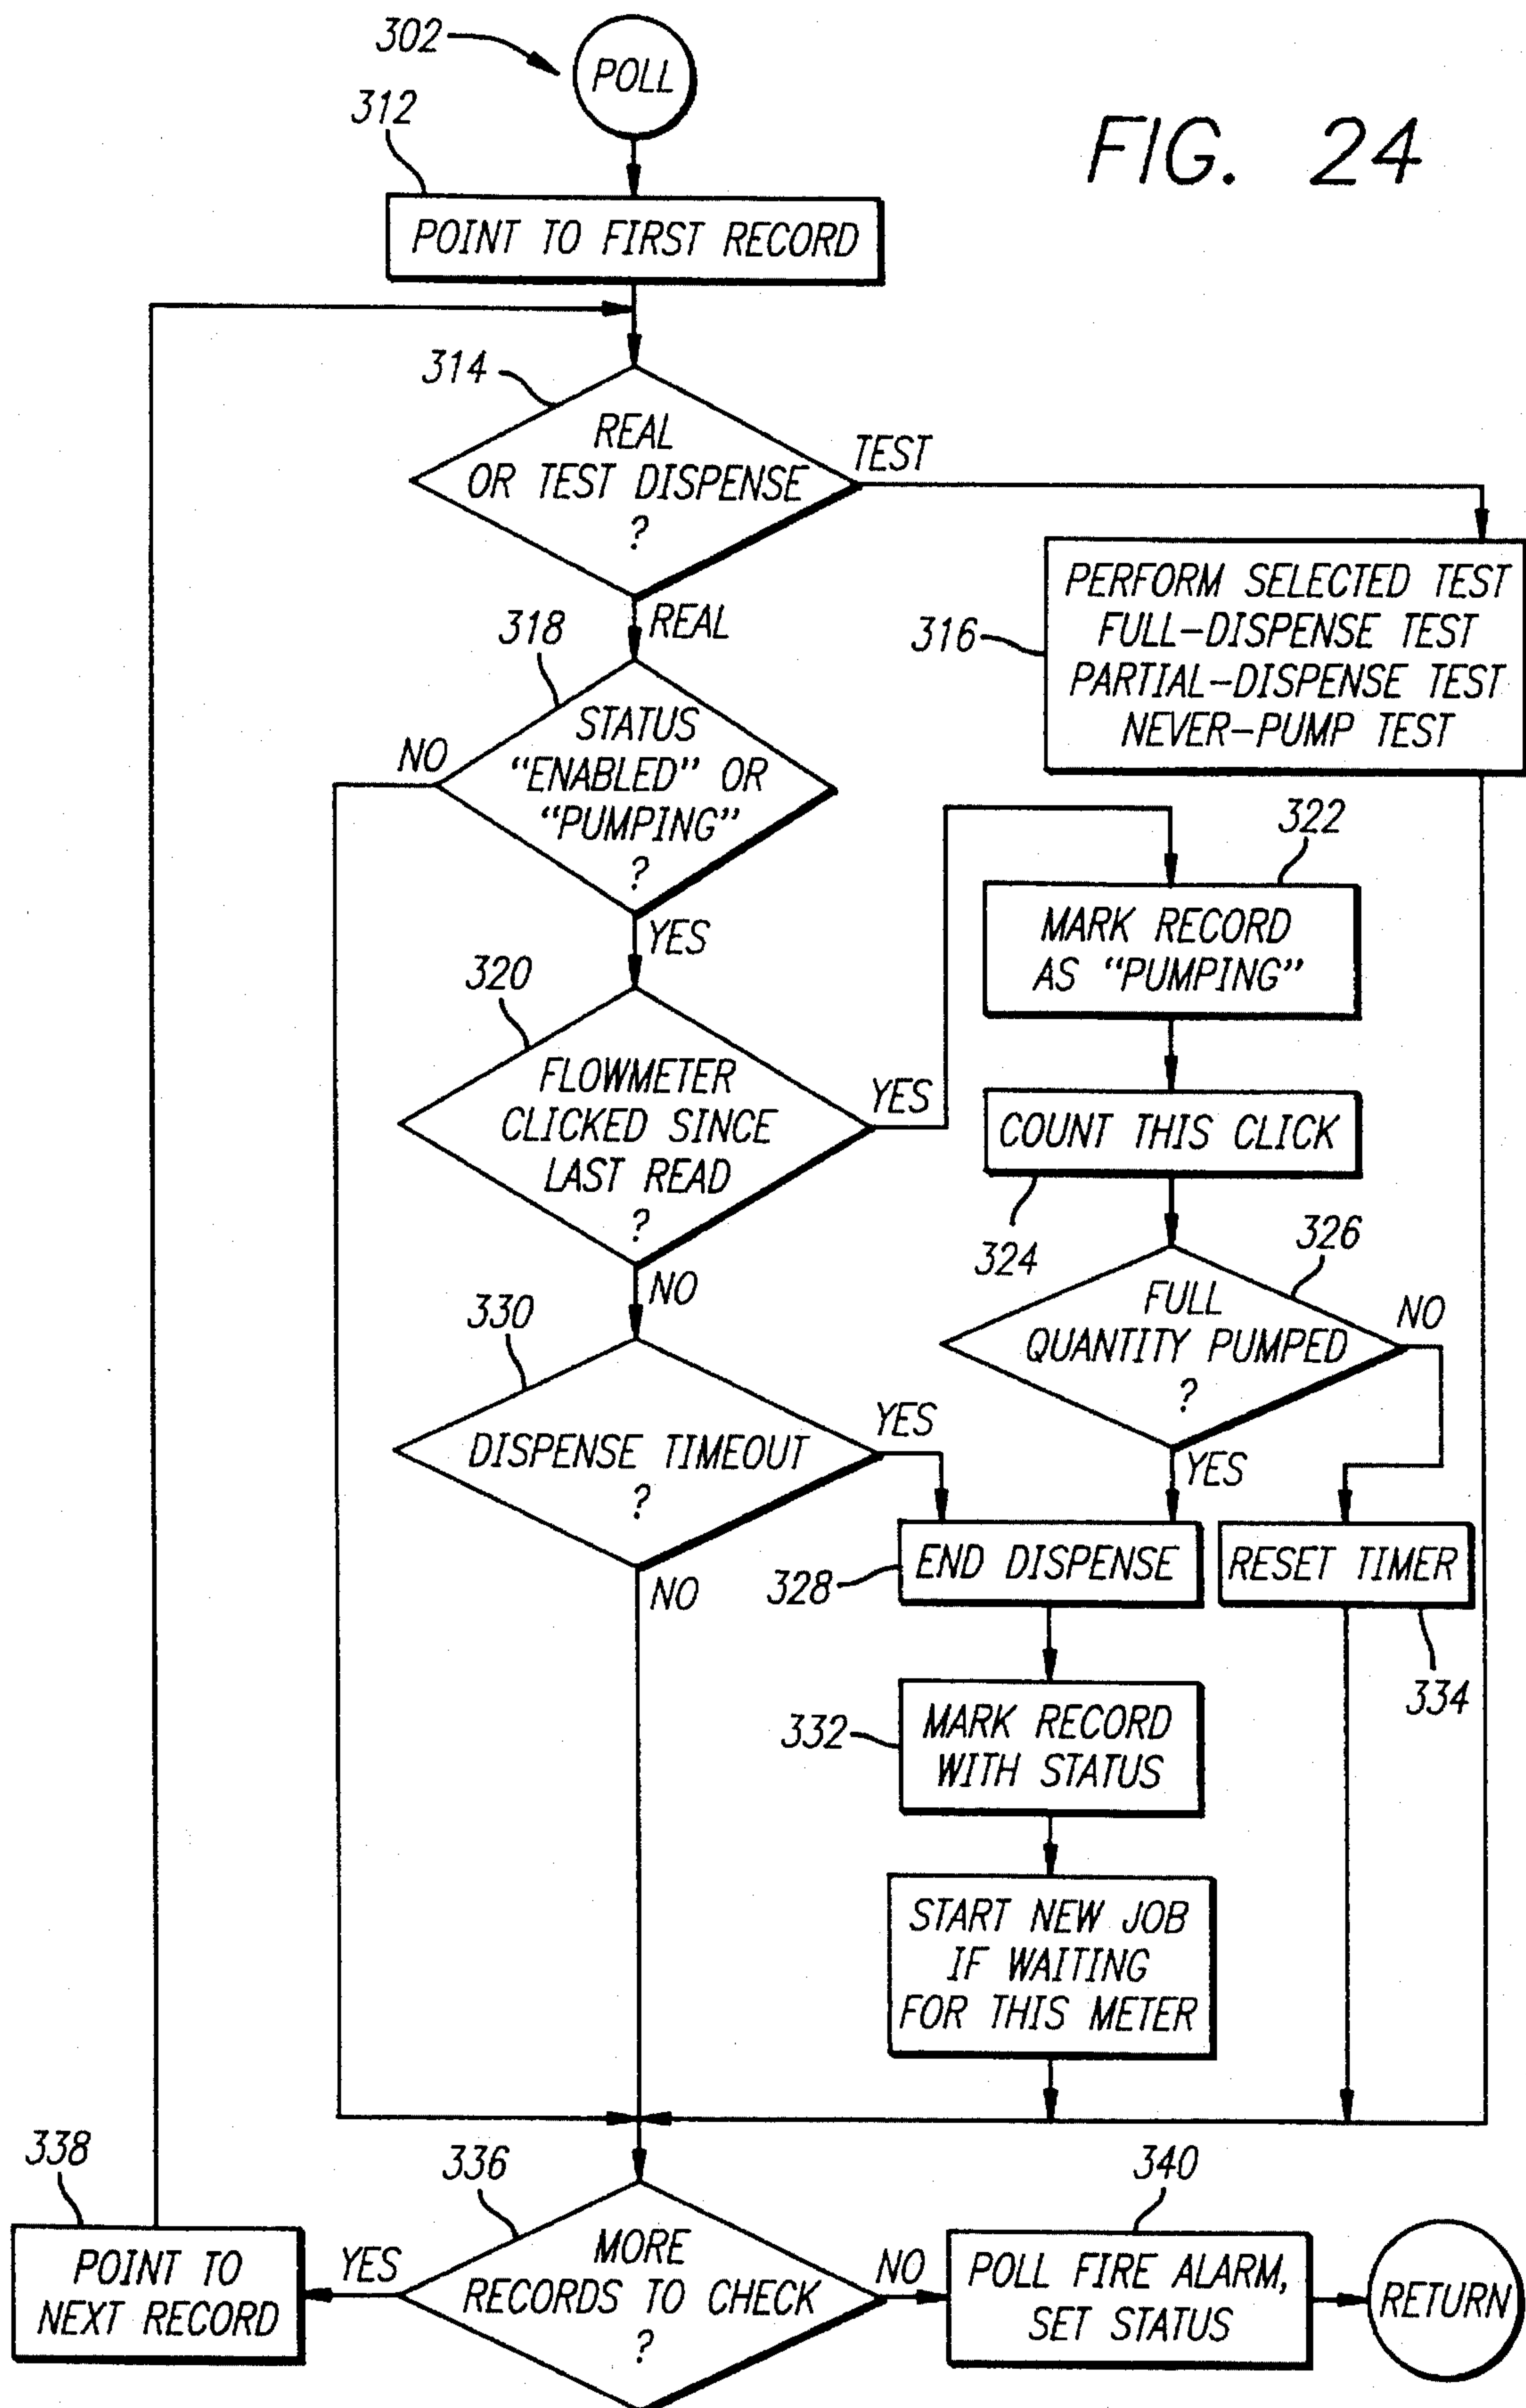 302
POLL
312
FIG. 24
POINT TO FIRST RECORD
314
REAL
OR TEST DISPENSE
?
TEST
REAL
316
PERFORM SELECTED TEST
FULL-DISPENSE TEST
PARTIAL-DISPENSE TEST
NEVER-PUMP TEST
318
STATUS
“ENABLED” OR
“PUMPING”
?
NO
YES
322
MARK RECORD
AS “PUMPING”
320
FLOWMETER
CLICKED SINCE
LAST READ
?
YES
NO
COUNT THIS CLICK
324
326
FULL
QUANTITY PUMPED
?
NO
YES
330
DISPENSE TIMEOUT
?
YES
NO
328
END DISPENSE
RESET TIMER
334
332
MARK RECORD
WITH STATUS
START NEW JOB
IF WAITING
FOR THIS METER
338
POINT TO
NEXT RECORD
336
YES
MORE
RECORDS TO CHECK
?
NO
340
POLL FIRE ALARM,
SET STATUS
RETURN